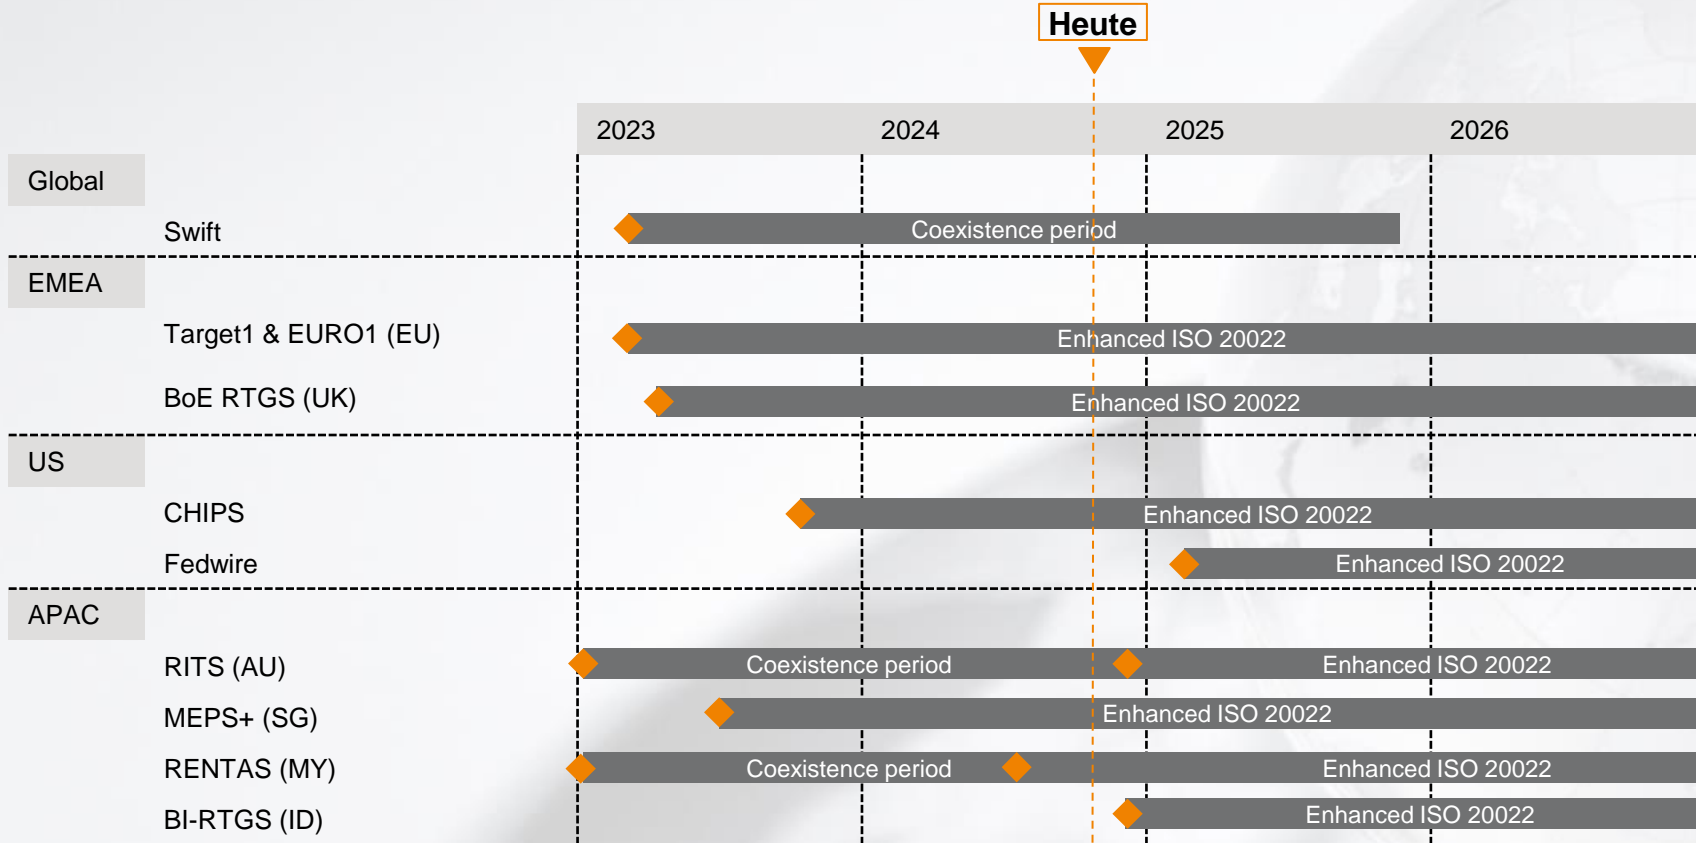 Heute
2023 2024 2025 2026
Global
Swift Coexistence period
EMEA
Target1 & EURO1 (EU) Enhanced ISO 20022
BoE RTGS (UK) Enhanced ISO 20022
US
CHIPS Enhanced ISO 20022
Fedwire Enhanced ISO 20022
APAC
RITS (AU) Coexistence period Enhanced ISO 20022
MEPS+ (SG) Enhanced ISO 20022
RENTAS (MY) Coexistence period Enhanced ISO 20022
BI-RTGS (ID) Enhanced ISO 20022